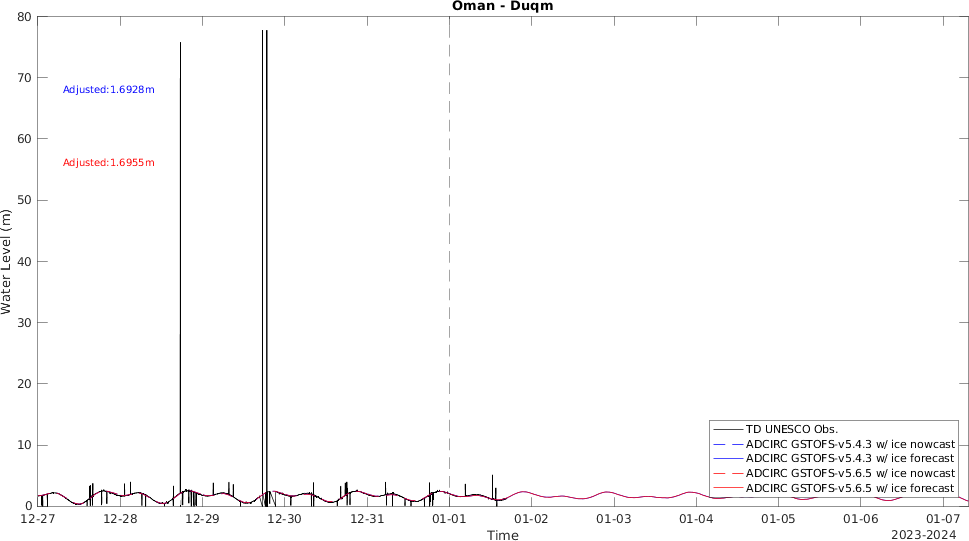 Oman - Duqm
80
70
60
50
40
30
20
10
0
Water Level (m)
Adjusted:1.6928m
Adjusted:1.6955m
TD UNESCO Obs.
ADCIRC GSTOFS-v5.4.3 w/ ice nowcast
ADCIRC GSTOFS-v5.4.3 w/ ice forecast
ADCIRC GSTOFS-v5.6.5 w/ ice nowcast
ADCIRC GSTOFS-v5.6.5 w/ ice forecast
12-27 12-28 12-29 12-30 12-31 01-01 01-02 01-03 01-04 01-05 01-06 01-07
Time
2023-2024